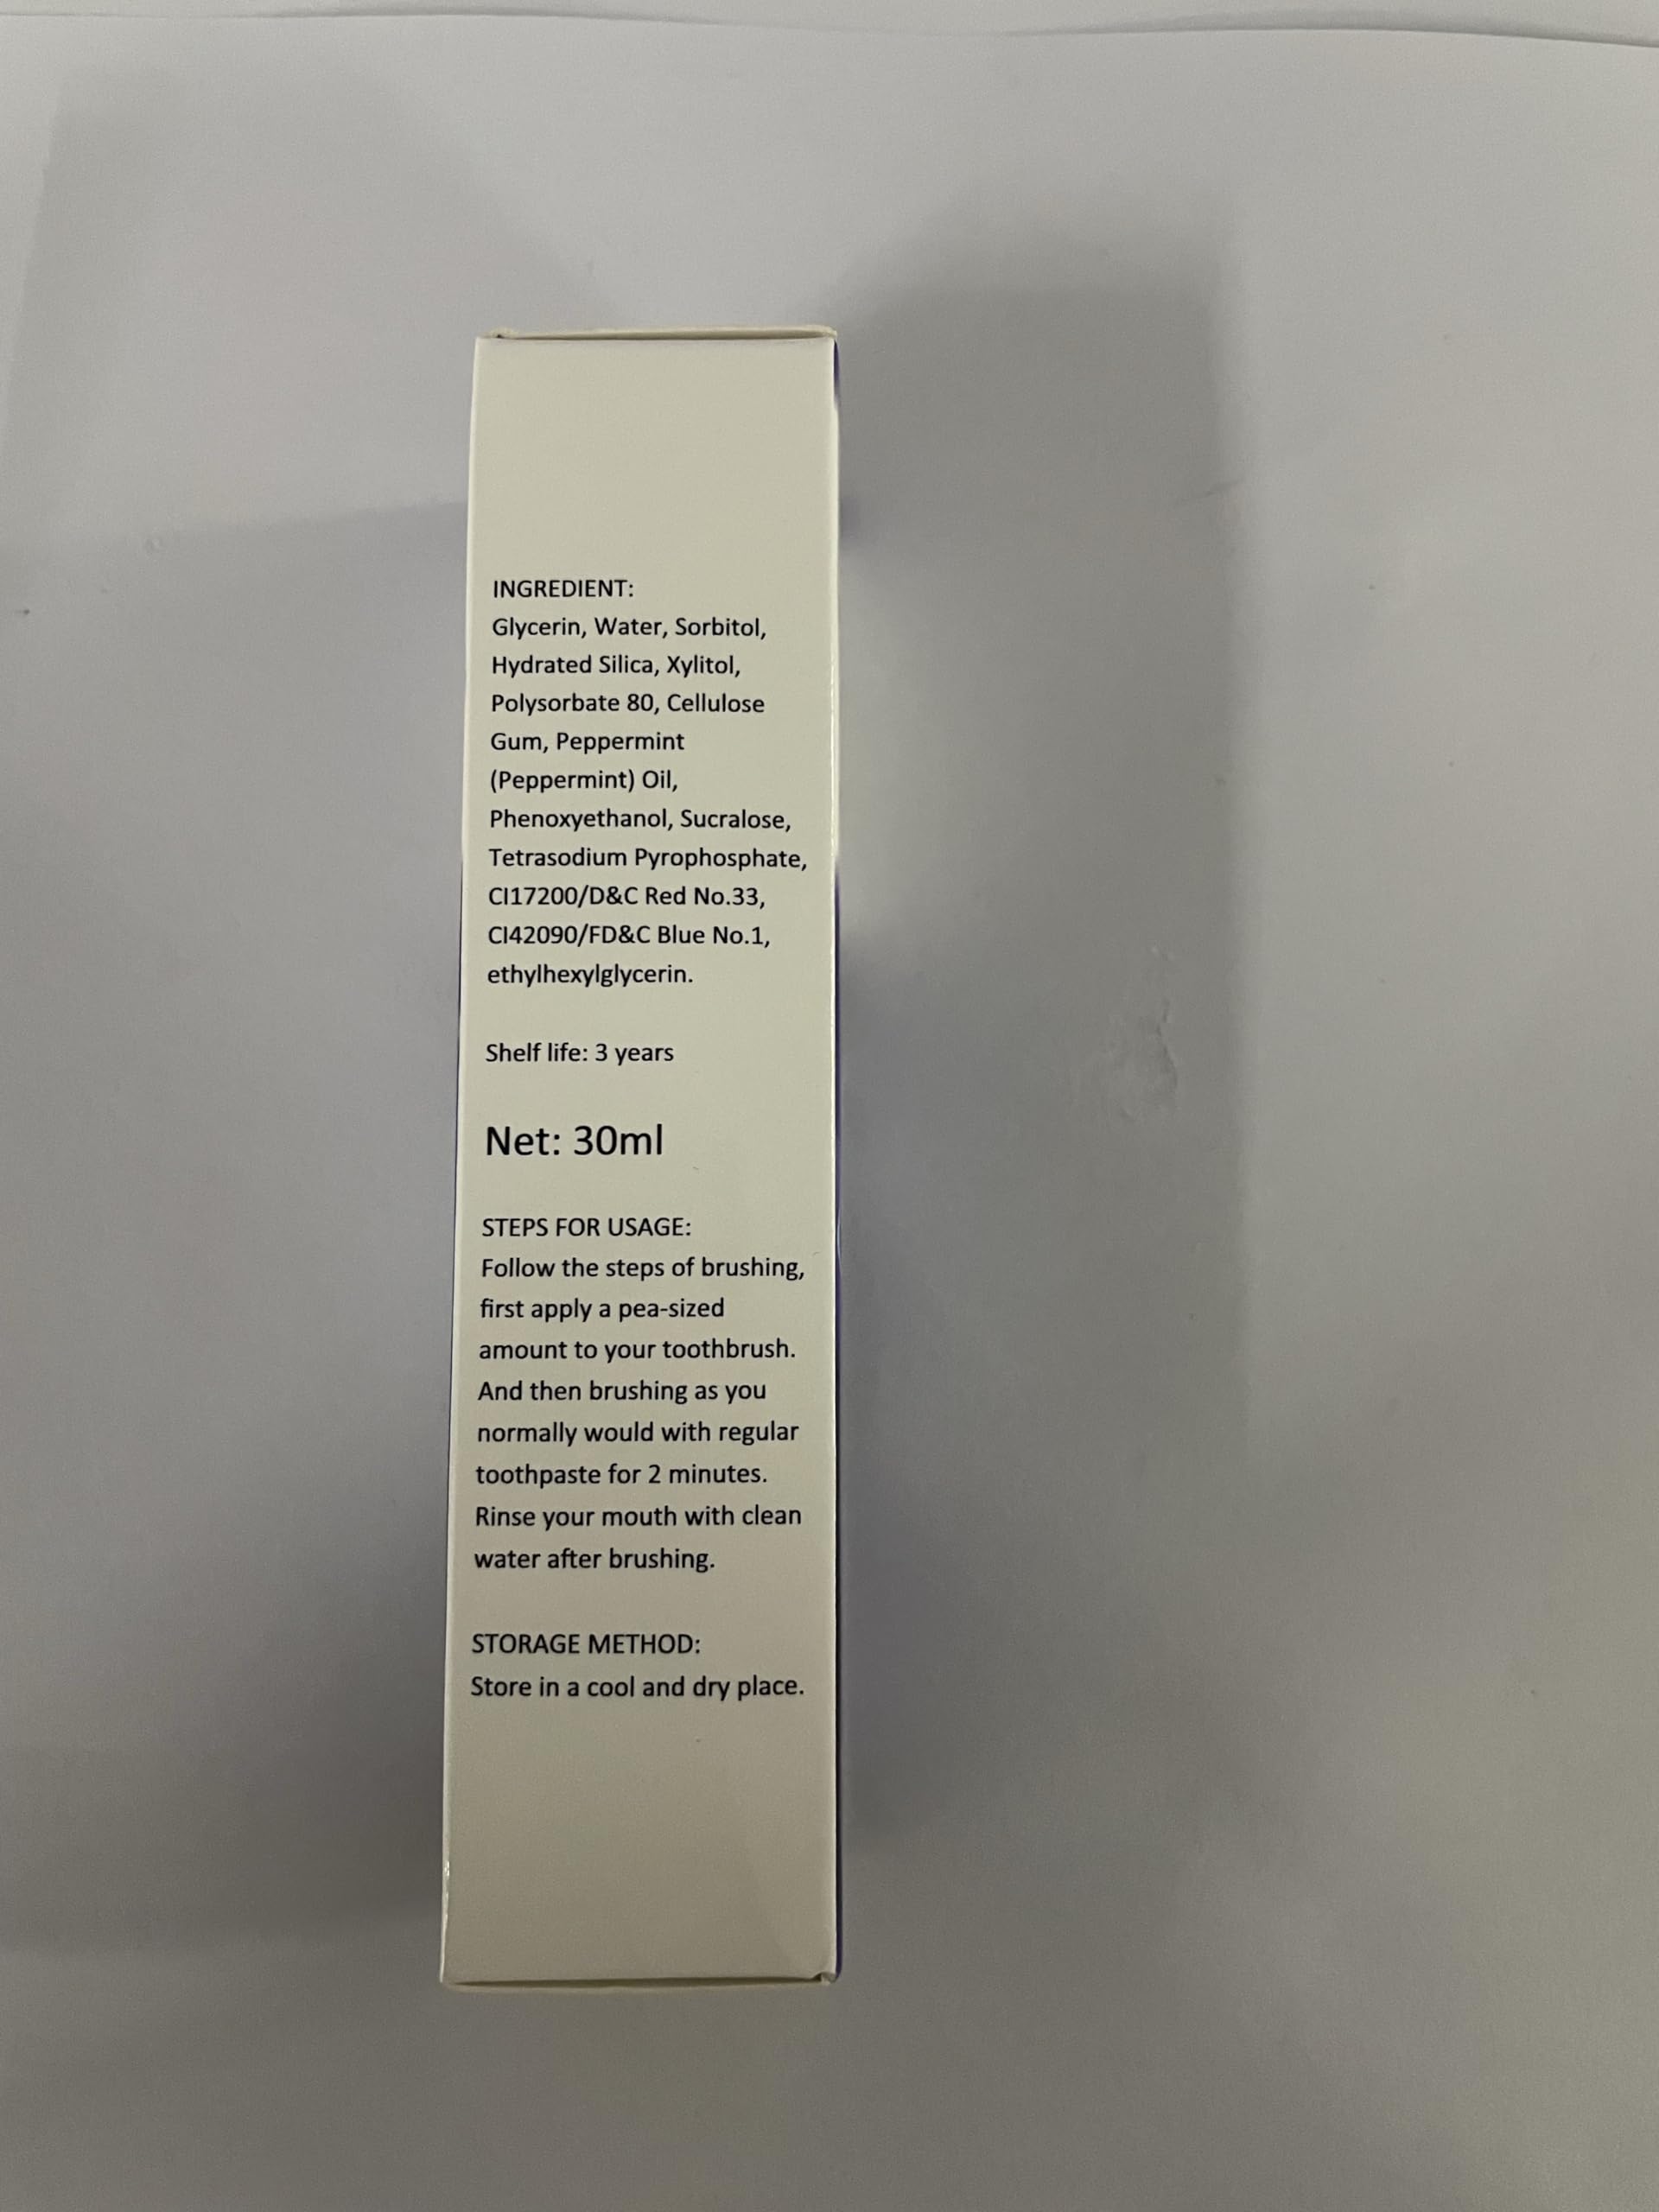 INGREDIENT:
Glycerin, Water, Sorbitol,
Hydrated Silica, Xylitol,
Polysorbate 80, Cellulose
Gum, Peppermint
(Peppermint) Oil,
Phenoxyethanol, Sucralose,
Tetrasodium Pyrophosphate,
CI17200/D&C Red No.33,
CI42090/FD&C Blue No.1,
ethylhexylglycerin.
Shelf life: 3 years
Net: 30ml
STEPS FOR USAGE:
Follow the steps of brushing,
first apply a pea-sized
amount to your toothbrush.
And then brushing as you
normally would with regular
toothpaste for 2 minutes.
Rinse your mouth with clean
water after brushing.
STORAGE METHOD:
Store in a cool and dry place.